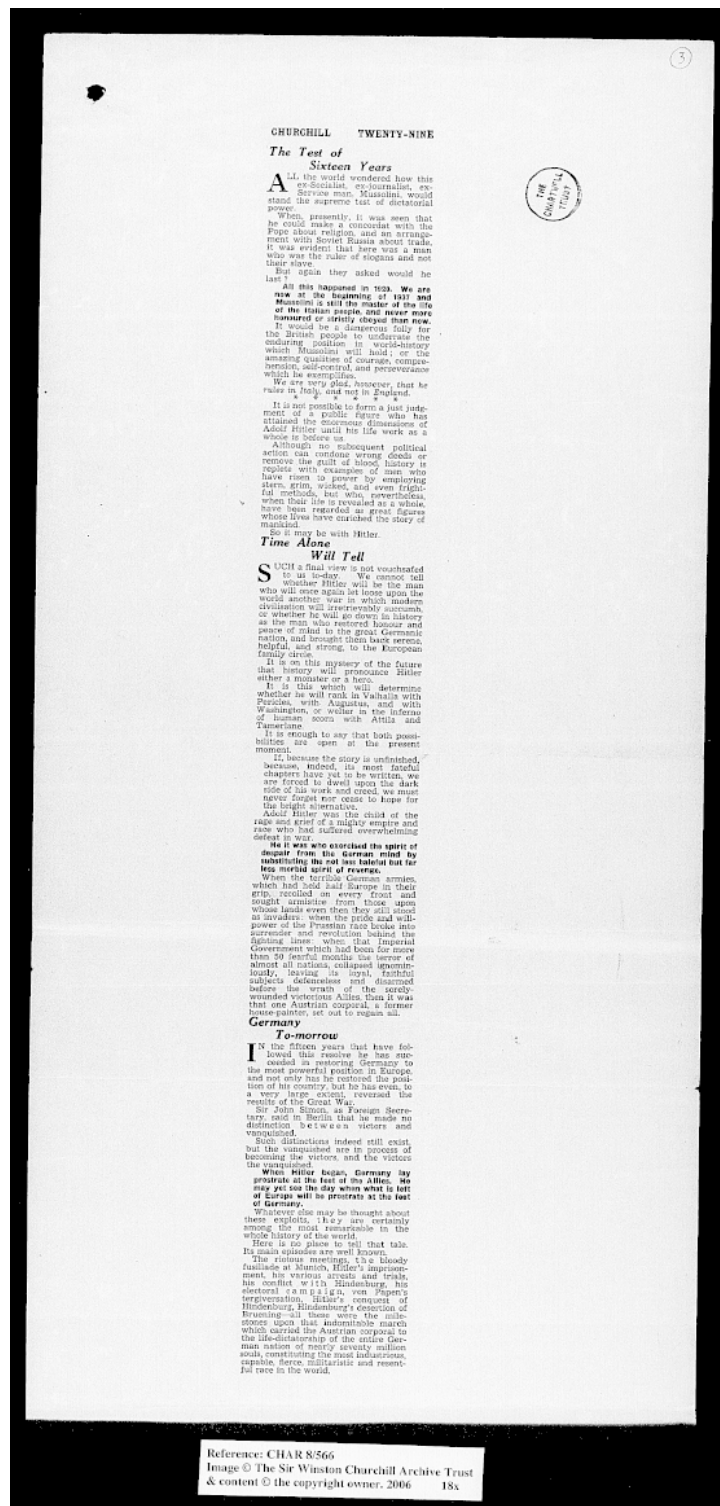 3
CHURCHILL TWENTY-NINE
The Test of
Sixteen Years
ALL the world wondered how this
ex-Socialist, ex-journalist, ex-
Service man, Mussolini, would
stand the supreme test of dictatorial
power.
When, presently, it was seen that
he could make a concordat with the
Pope about religion, and an arrange-
ment with Soviet Russia about trade,
it was evident that here was a man
who was the ruler of slogans and not
their slave.
But again they asked would he
last ?
All this happened in 1923. We are
now at the beginning of 1937 and
Mussolini is still the master of the life
of the Italian people, and never more
honoured or strictly obeyed than now.
It would be a dangerous folly for
the British people to underrate the
enduring position in world-history
which Mussolini will hold; or the
amazing qualities of courage, compre-
hension, self-control, and perseverance
which he exemplifies.
We are very glad, however, that he
rules in Italy, and not in England.
* * * * * *
It is not possible to form a just judg-
ment of a public figure who has
attained the enormous dimensions of
Adolf Hitler until his life work as a
whole is before us.
Although no subsequent political
action can condone wrong deeds or
remove the guilt of blood, history is
replete with examples of men who
have risen to power by employing
stern, grim, wicked, and even fright-
ful methods, but who, nevertheless,
when their life is revealed as a whole,
have been regarded as great figures
whose lives have enriched the story of
mankind.
So it may be with Hitler.
Time Alone
Will Tell
SUCH a final view is not vouchsafed
to us to-day. We cannot tell
whether Hitler will be the man
who will once again let loose upon the
world another war in which modern
civilisation will irretrievably succumb,
or whether he will go down in history
as the man who restored honour and
peace of mind to the great Germanic
nation, and brought them back serene,
helpful, and strong, to the European
family circle.
It is on this mystery of the future
that history will pronounce Hitler
either a monster or a hero.
It is this which will determine
whether he will rank in Valhalla with
Pericles, with Augustus, and with
Washington, or welter in the inferno
of human scorn with Attila and
Tamerlane.
It is enough to say that both possi-
bilities are open at the present
moment.
If, because the story is unfinished,
because, indeed, its most fateful
chapters have yet to be written, we
are forced to dwell upon the dark
side of his work and creed, we must
never forget nor cease to hope for
the bright alternative.
Adolf Hitler was the child of the
rage and grief of a mighty empire and
race who had suffered overwhelming
defeat in war.
He it was who exorcised the spirit of
despair from the German mind by
substituting the not less baleful but far
less morbid spirit of revenge.
When the terrible German armies,
which had held half Europe in their
grip, recoiled on every front and
sought armistice from those upon
whose lands even then they still stood
as invaders; when the pride and will-
power of the Prussian race broke into
surrender and revolution behind the
fighting lines; when that Imperial
Government which had been for more
than 50 fearful months the terror of
almost all nations, collapsed ignomin-
iously, leaving its loyal, faithful
subjects defenceless and disarmed
before the wrath of the sorely-
wounded victorious Allies, then it was
that one Austrian corporal, a former
house-painter, set out to regain all.
Germany
To-morrow
IN the fifteen years that have fol-
lowed this resolve he has suc-
ceeded in restoring Germany to
the most powerful position in Europe,
and not only has he restored the posi-
tion of his country, but he has even, to
a very large extent, reversed the
results of the Great War.
Sir John Simon, as Foreign Secre-
tary, said in Berlin that he made no
distinction between victors and
vanquished.
Such distinctions indeed still exist,
but the vanquished are in process of
becoming the victors, and the victors
the vanquished.
When Hitler began, Germany lay
prostrate at the feet of the Allies. He
may yet see the day when what is left
of Europe will be prostrate at the feet
of Germany.
Whatever else may be thought about
these exploits, they are certainly
among the most remarkable in the
whole history of the world.
Here is no place to tell that tale.
Its main episodes are well known.
The riotous meetings, the bloody
fusillade at Munich, Hitler's imprison-
ment, his various arrests and trials,
his conflict with Hindenburg, his
electoral campaign, von Papen's
tergiversation, Hitler's conquest of
Hindenburg, Hindenburg's desertion of
Bruening—all these were the mile-
stones upon that indomitable march
which carried the Austrian corporal to
the life-dictatorship of the entire Ger-
man nation of nearly seventy million
souls, constituting the most industrious,
capable, fierce, militaristic and resent-
ful race in the world.
THE
CHARTWELL
TRUST
Reference: CHAR 8/566
Image © The Sir Winston Churchill Archive Trust
& content © the copyright owner. 2006 18x